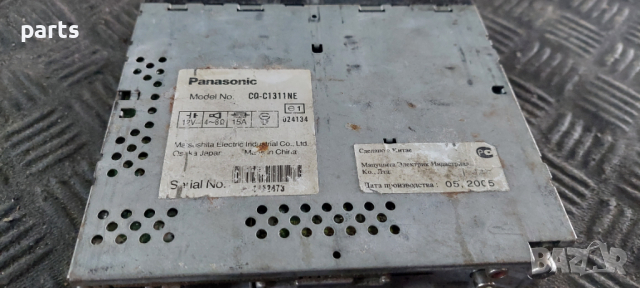 parts
Panasonic
Model No. CQ-C1311NE
12V 4~8Ω 15A
E1
024134
Matsushita Electric Industrial Co., Ltd.
Osaka Japan Made in China
Serial No.
Сделано в Китае
Мацушита Электрик Индастриал
Ко., Лтд.
Дата производства : 05, 2005
BAZAR